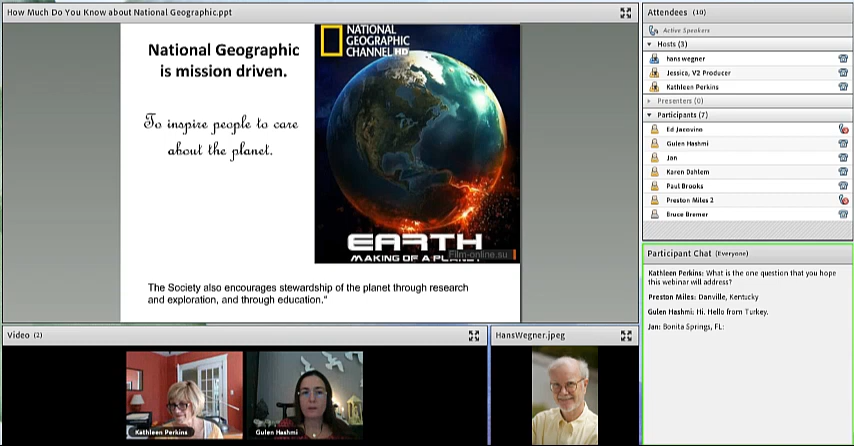 How Much Do You Know about National Geographic.ppt
National Geographic
is mission driven.
To inspire people to care
about the planet.
NATIONAL
GEOGRAPHIC
CHANNEL HD
EARTH
MAKING OF A PLANET
Film-online.su
The Society also encourages stewardship of the planet through research
and exploration, and through education."
Video (2)
Kathleen Perkins
Gulen Hashmi
HansWegner.jpeg
Attendees (10)
Active Speakers
Hosts (3)
hans wegner
Jessica, V2 Producer
Kathleen Perkins
Presenters (0)
Participants (7)
Ed Jacovino
Gulen Hashmi
Jan
Karen Dahlem
Paul Brooks
Preston Miles 2
Bruce Bremer
Participant Chat (Everyone)
Kathleen Perkins: What is the one question that you hope
this webinar will address?
Preston Miles: Danville, Kentucky
Gulen Hashmi: Hi. Hello from Turkey.
Jan: Bonita Springs, FL: